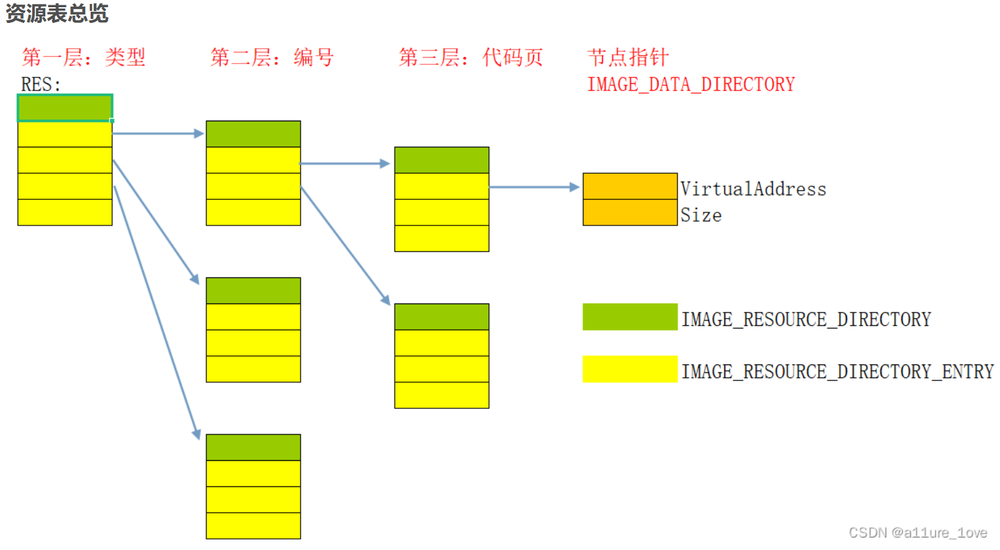 资源表总览
第一层：类型
第二层：编号
第三层：代码页
节点指针
RES:
IMAGE_DATA_DIRECTORY
VirtualAddress
Size
IMAGE_RESOURCE_DIRECTORY
IMAGE_RESOURCE_DIRECTORY_ENTRY
CSDN @a11ure_1ove